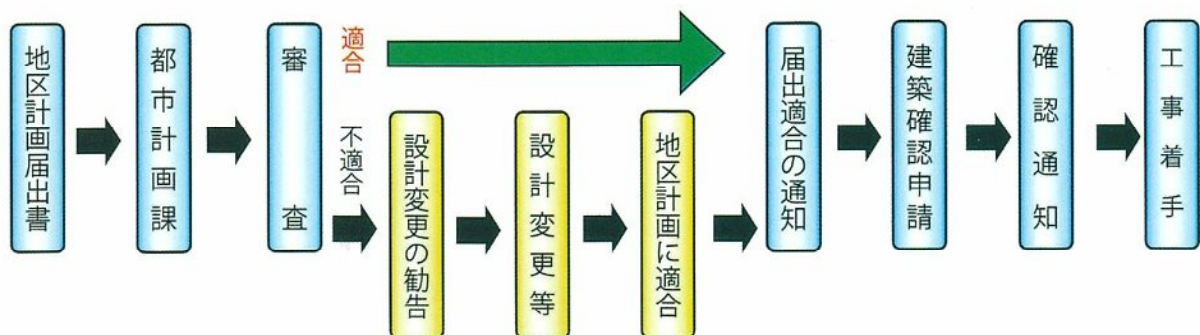 地区計画届出書
都市計画課
審査
適合
不適合
設計変更の勧告
設計変更等
地区計画に適合
届出適合の通知
建築確認申請
確認通知
工事着手